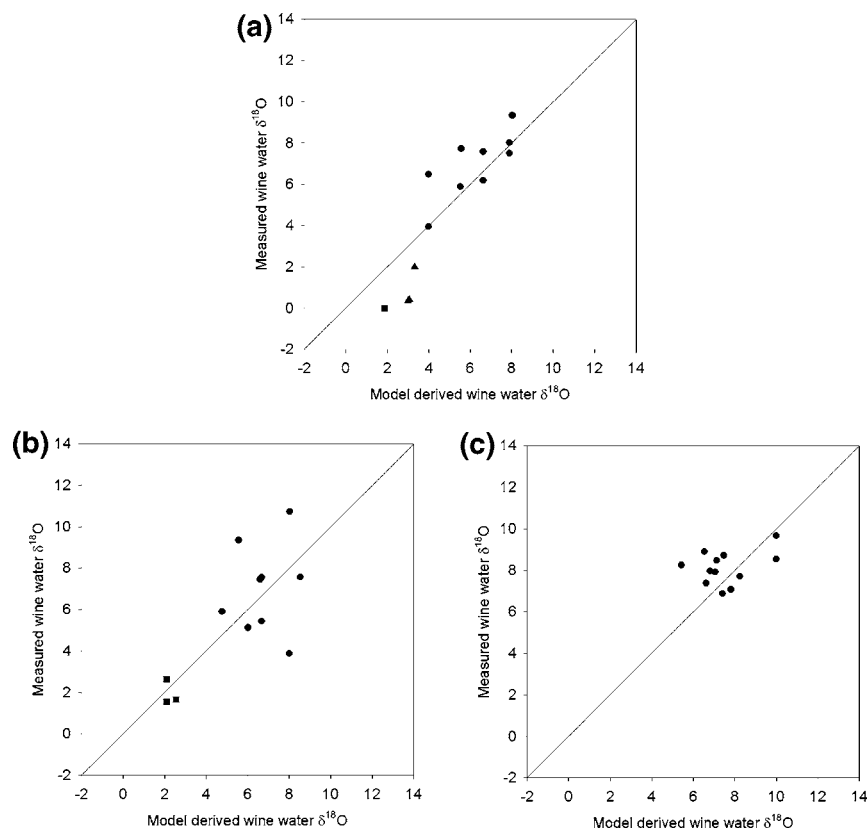 (a)
14
12
10
8
6
4
2
0
-2
Measured wine water δ¹⁸O
-2 0 2 4 6 8 10 12 14
Model derived wine water δ¹⁸O
(b)
14
12
10
8
6
4
2
0
-2
Measured wine water δ¹⁸O
-2 0 2 4 6 8 10 12 14
Model derived wine water δ¹⁸O
(c)
14
12
10
8
6
4
2
0
-2
Measured wine water δ¹⁸O
-2 0 2 4 6 8 10 12 14
Model derived wine water δ¹⁸O